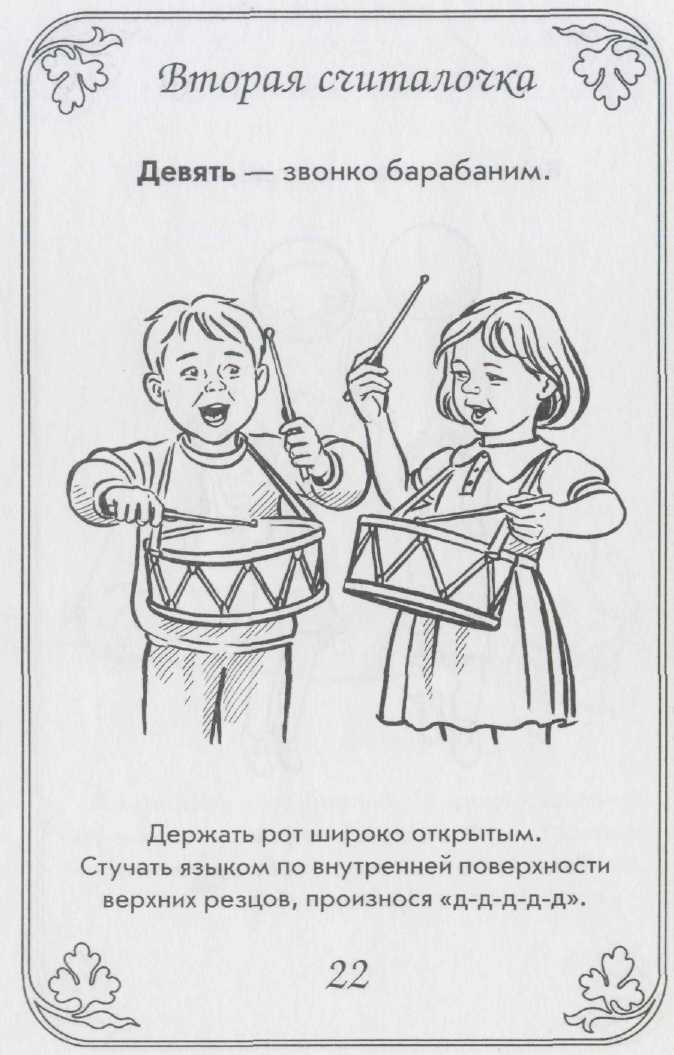 Вторая считалочка
Девять — звонко барабаним.
Держать рот широко открытым.
Стучать языком по внутренней поверхности
верхних резцов, произнося «д-д-д-д-д».
22